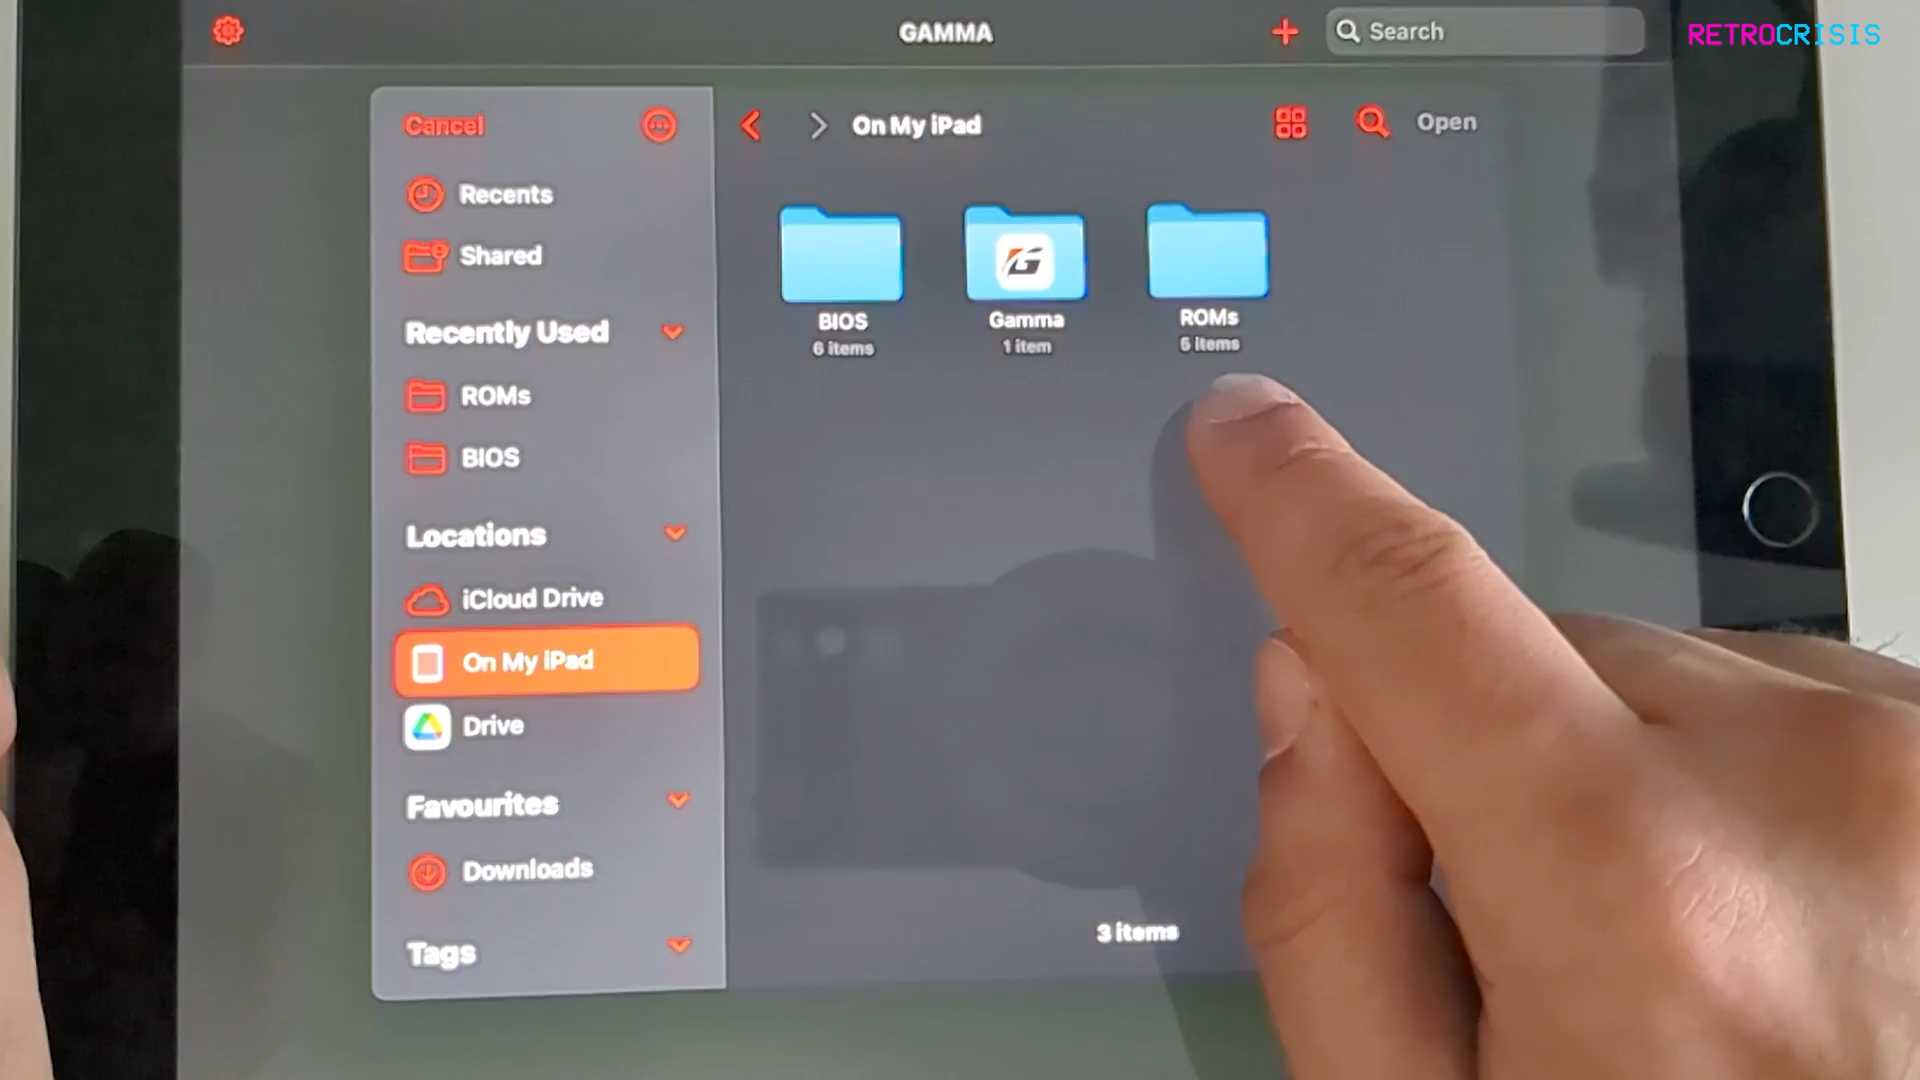 GAMMA
Search
RETROCRISIS
Cancel
On My iPad
Open
Recents
Shared
Recently Used
ROMs
BIOS
Locations
iCloud Drive
On My iPad
Drive
Favourites
Downloads
Tags
BIOS
6 items
Gamma
1 item
ROMs
5 items
3 items